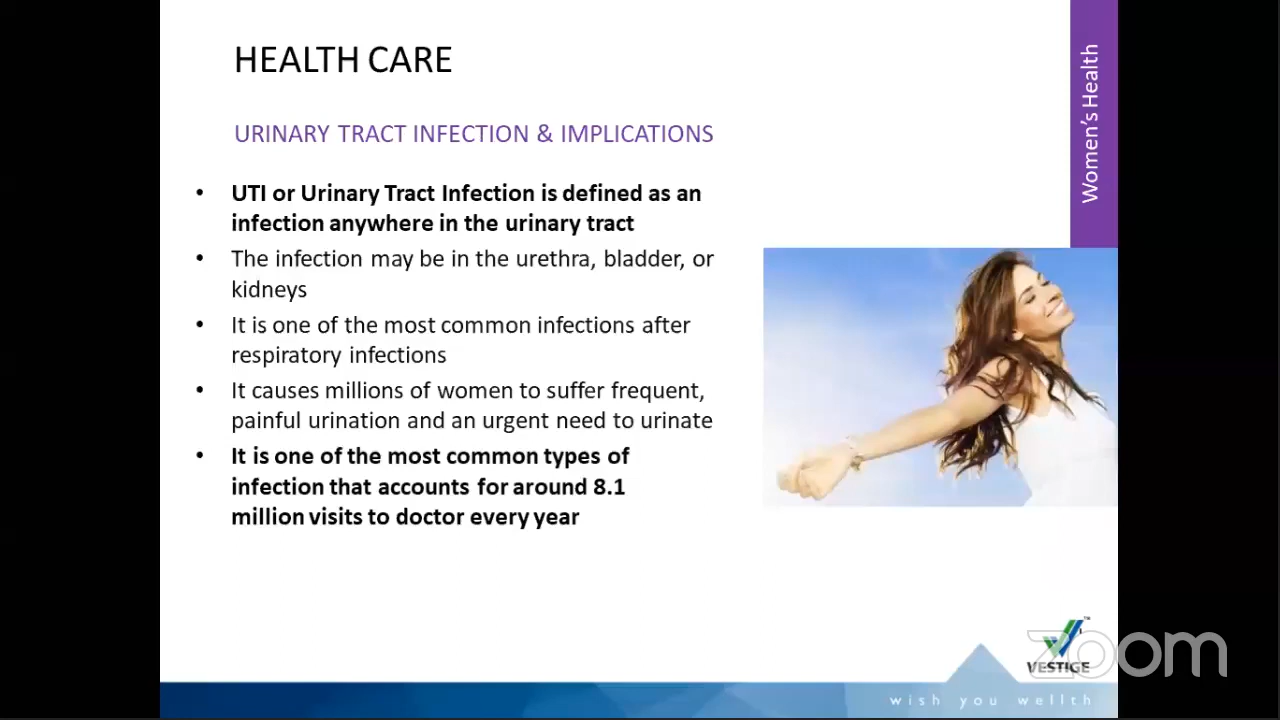 HEALTH CARE
Women's Health
URINARY TRACT INFECTION & IMPLICATIONS
• UTI or Urinary Tract Infection is defined as an
infection anywhere in the urinary tract
• The infection may be in the urethra, bladder, or
kidneys
• It is one of the most common infections after
respiratory infections
• It causes millions of women to suffer frequent,
painful urination and an urgent need to urinate
• It is one of the most common types of
infection that accounts for around 8.1
million visits to doctor every year
zoom
VESTIGE
wish you wellth